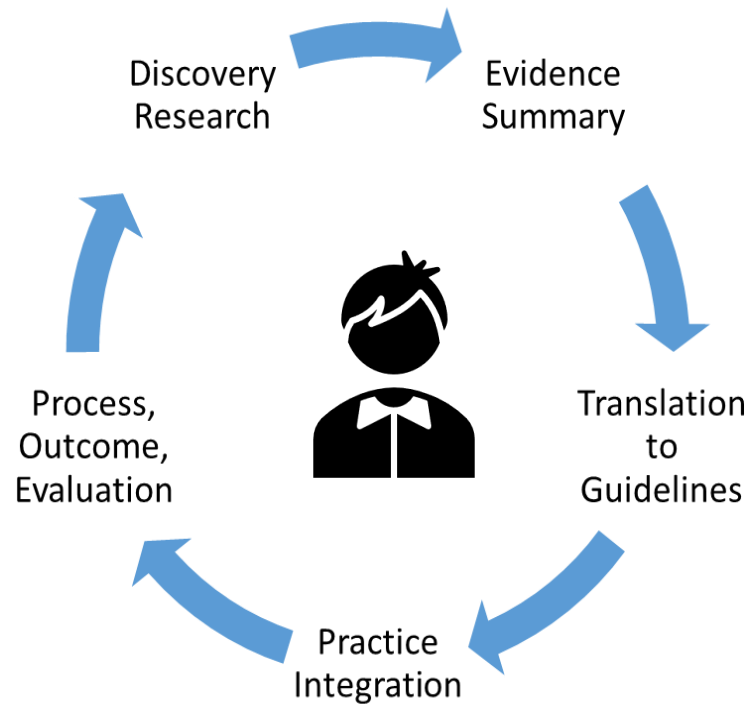 Discovery
Research
Evidence
Summary
Translation
to
Guidelines
Practice
Integration
Process,
Outcome,
Evaluation